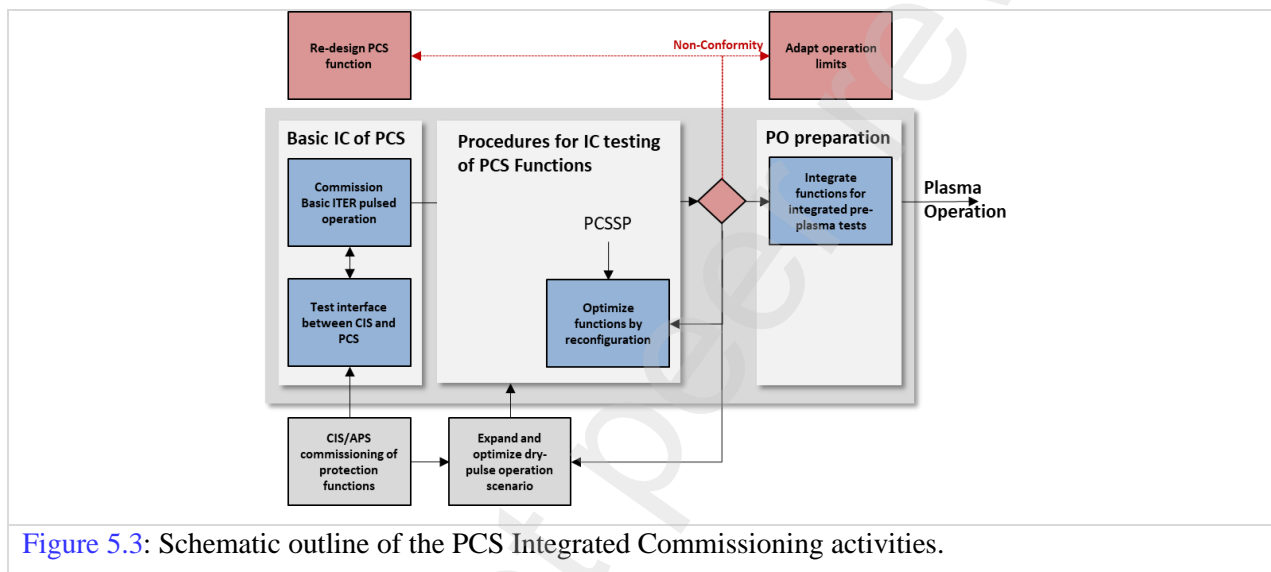 Re-design PCS
function
Non-Conformity
Adapt operation
limits
Basic IC of PCS
Commission
Basic ITER pulsed
operation
Test interface
between CIS and
PCS
Procedures for IC testing
of PCS Functions
PCSSP
Optimize
functions by
reconfiguration
PO preparation
Integrate
functions for
integrated pre-
plasma tests
Plasma
Operation
CIS/APS
commissioning of
protection
functions
Expand and
optimize dry-
pulse operation
scenario
t peer re
Figure 5.3: Schematic outline of the PCS Integrated Commissioning activities.